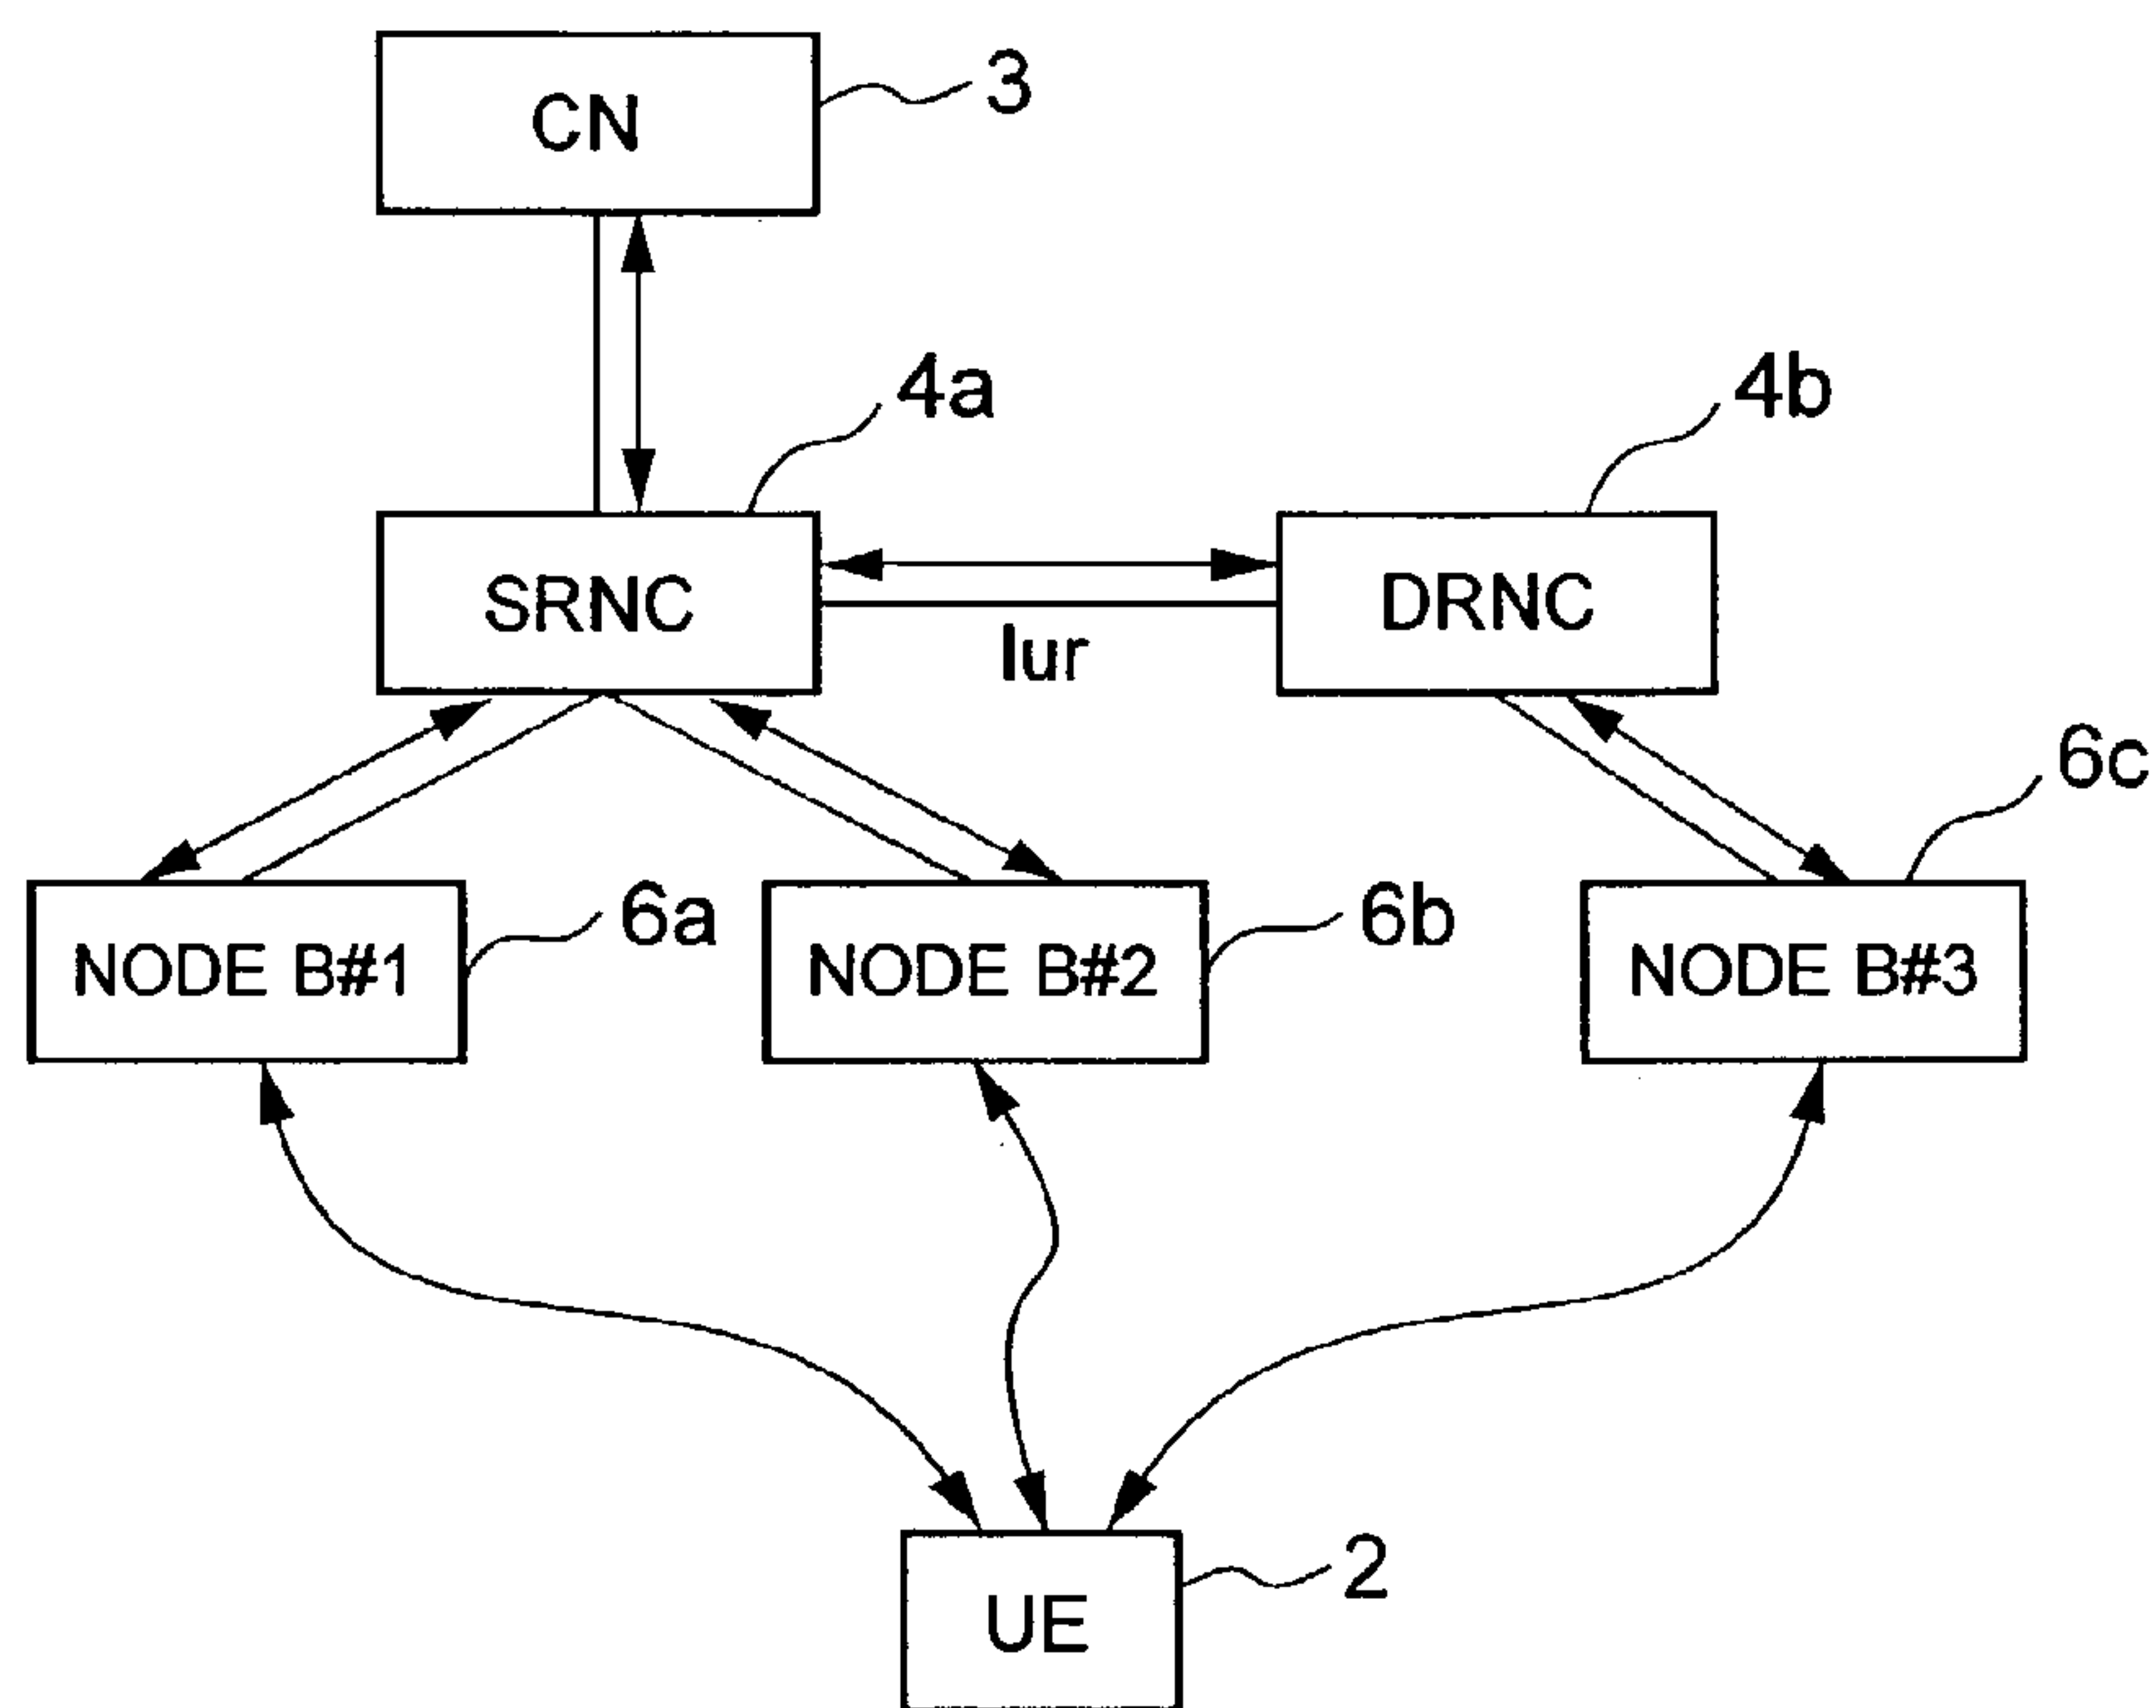 CN
3
4a
4b
SRNC
DRNC
Iur
6c
6a
6b
NODE B#1
NODE B#2
NODE B#3
2
UE